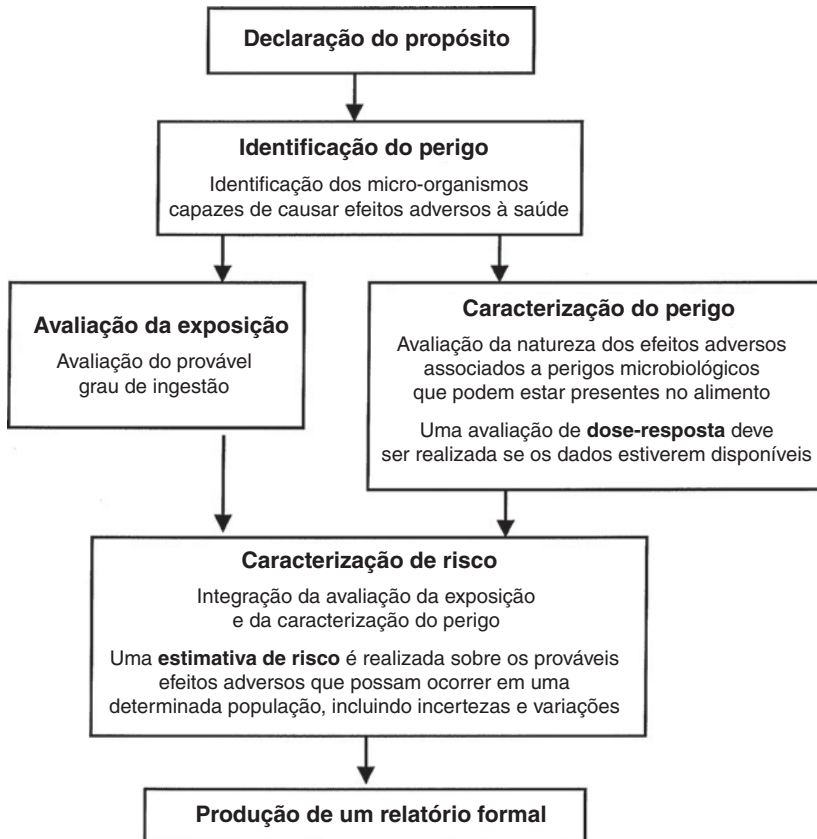 Declaração do propósito
Identificação do perigo
Identificação dos micro-organismos
capazes de causar efeitos adversos à saúde
Avaliação da exposição
Avaliação do provável
grau de ingestão
Caracterização do perigo
Avaliação da natureza dos efeitos adversos
associados a perigos microbiológicos
que podem estar presentes no alimento
Uma avaliação de dose-resposta deve
ser realizada se os dados estiverem disponíveis
Caracterização de risco
Integração da avaliação da exposição
e da caracterização do perigo
Uma estimativa de risco é realizada sobre os prováveis
efeitos adversos que possam ocorrer em uma
determinada população, incluindo incertezas e variações
Produção de um relatório formal